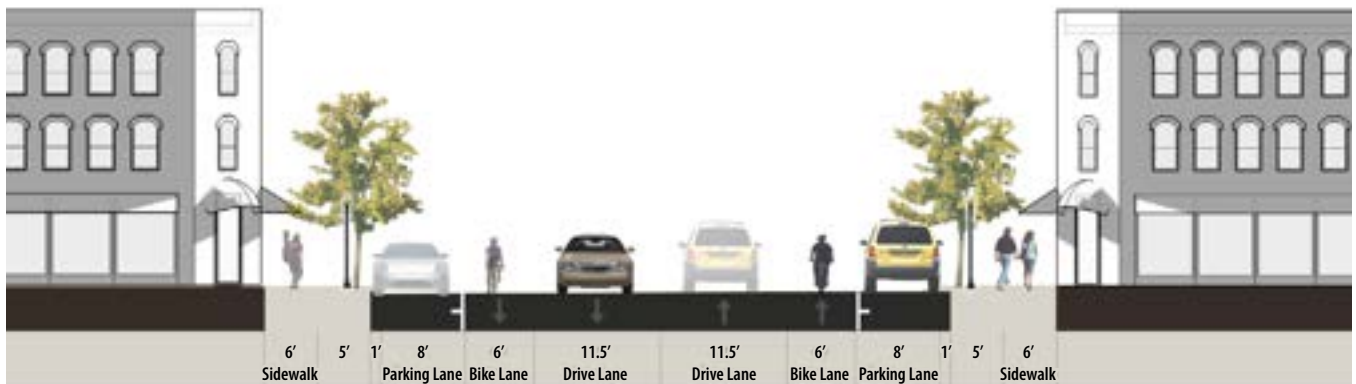 6’ 5’ 1’ 8’ 6’ 11.5’ 11.5’ 6’ 8’ 1’ 5’ 6’
Sidewalk Parking Lane Bike Lane Drive Lane Drive Lane Bike Lane Parking Lane Sidewalk